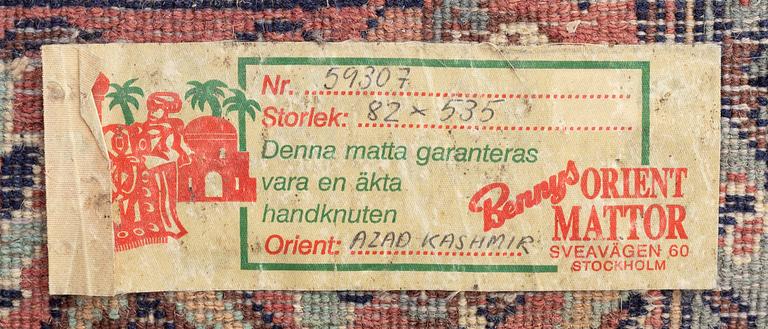 Nr. 59307
Storlek: 82 × 535
Denna matta garanteras
vara en äkta
handknuten
Orient: AZAD KASHMIR
Bennys ORIENT
MATTOR
SVEAVÄGEN 60
STOCKHOLM